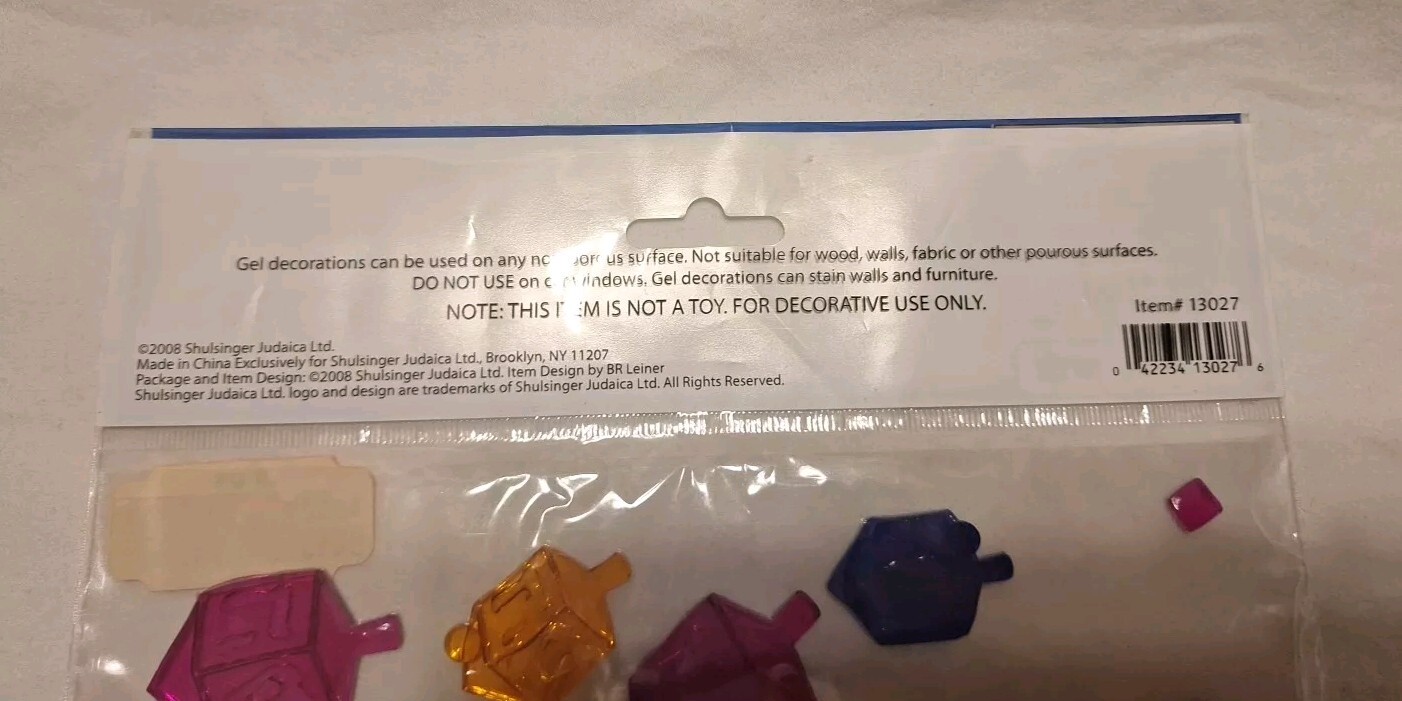 Gel decorations can be used on any surface. Not suitable for wood, walls, fabric or other pourous surfaces.
DO NOT USE on windows. Gel decorations can stain walls and furniture.
NOTE: THIS ITEM IS NOT A TOY. FOR DECORATIVE USE ONLY.
Item# 13027
0 42234 13027 6
©2008 Shulsinger Judaica Ltd.
Made in China Exclusively for Shulsinger Judaica Ltd., Brooklyn, NY 11207
Package and Item Design: ©2008 Shulsinger Judaica Ltd. Item Design by BR Leiner
Shulsinger Judaica Ltd. logo and design are trademarks of Shulsinger Judaica Ltd. All Rights Reserved.